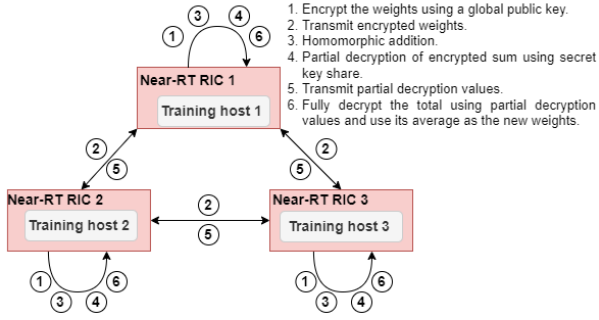 1. Encrypt the weights using a global public key.
2. Transmit encrypted weights.
3. Homomorphic addition.
4. Partial decryption of encrypted sum using secret
key share.
5. Transmit partial decryption values.
6. Fully decrypt the total using partial decryption
values and use its average as the new weights.
3 4
1 6
Near-RT RIC 1
Training host 1
2 2
5 5
Near-RT RIC 2
Training host 2
2
5
Near-RT RIC 3
Training host 3
1 6
3 4
1 6
3 4